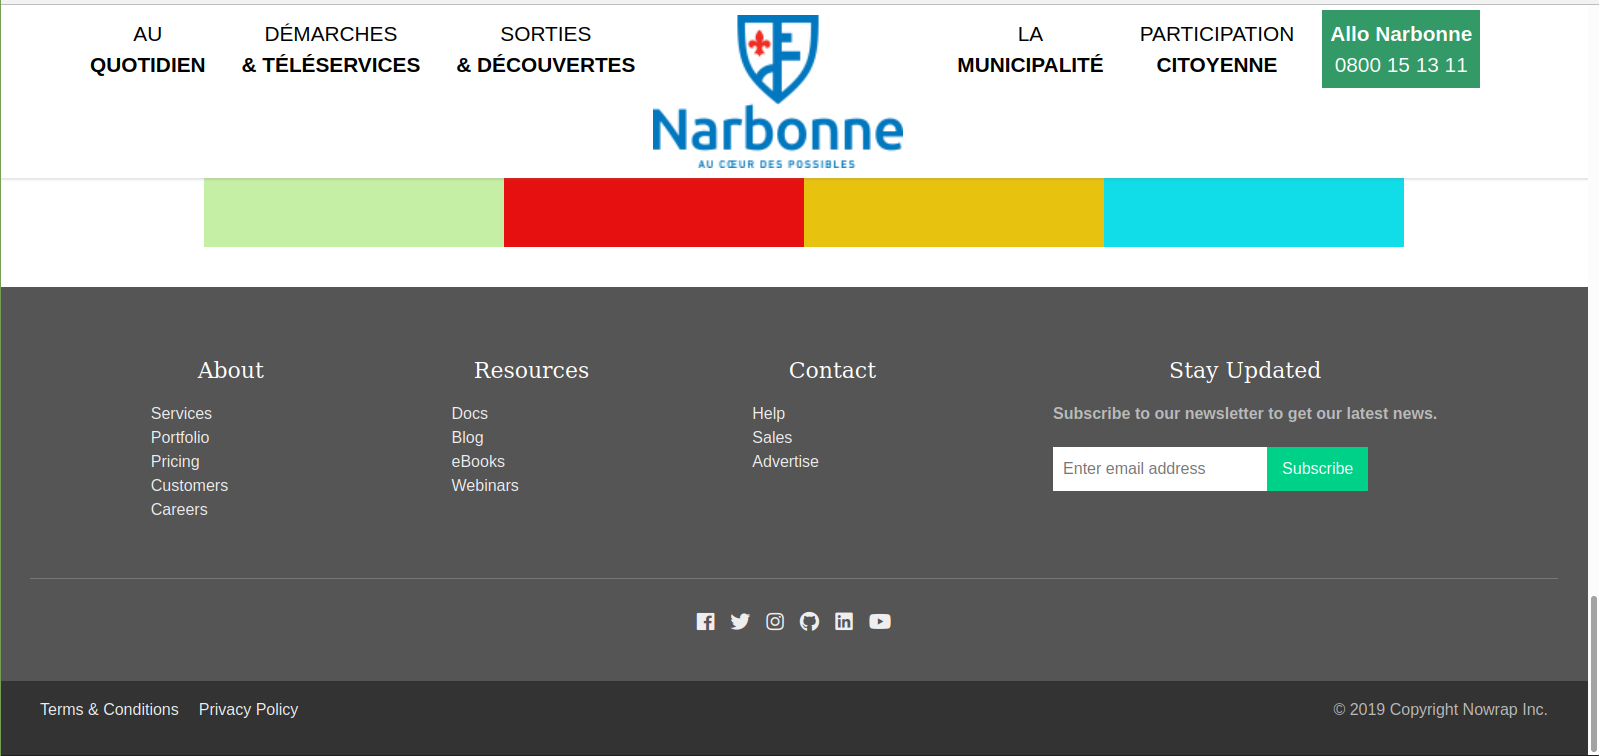 AU
QUOTIDIEN
DÉMARCHES
& TÉLÉSERVICES
SORTIES
& DÉCOUVERTES
Narbonne
AU CŒUR DES POSSIBLES
LA
MUNICIPALITÉ
PARTICIPATION
CITOYENNE
Allo Narbonne
0800 15 13 11
About
Services
Portfolio
Pricing
Customers
Careers
Resources
Docs
Blog
eBooks
Webinars
Contact
Help
Sales
Advertise
Stay Updated
Subscribe to our newsletter to get our latest news.
Enter email address
Subscribe
Terms & Conditions
Privacy Policy
© 2019 Copyright Nowrap Inc.